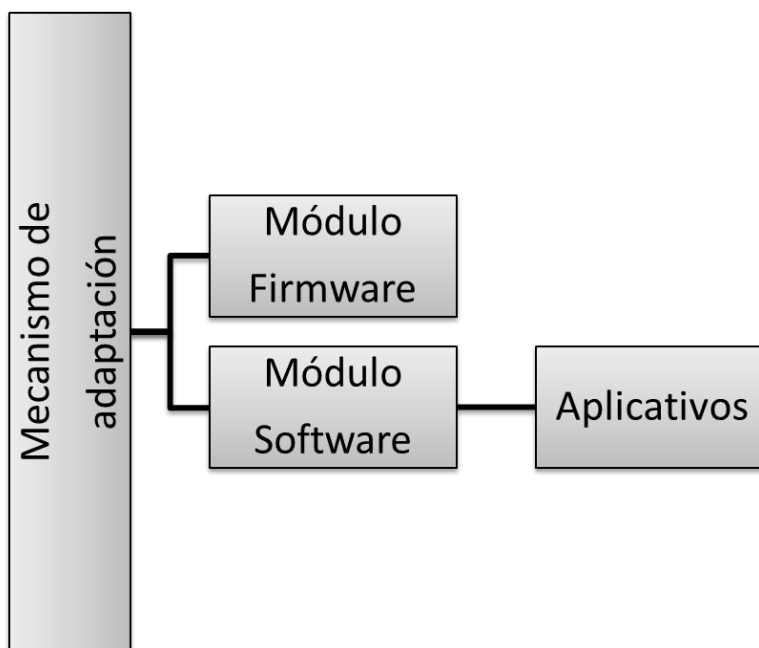 Mecanismo de
adaptación
Módulo
Firmware
Módulo
Software
Aplicativos